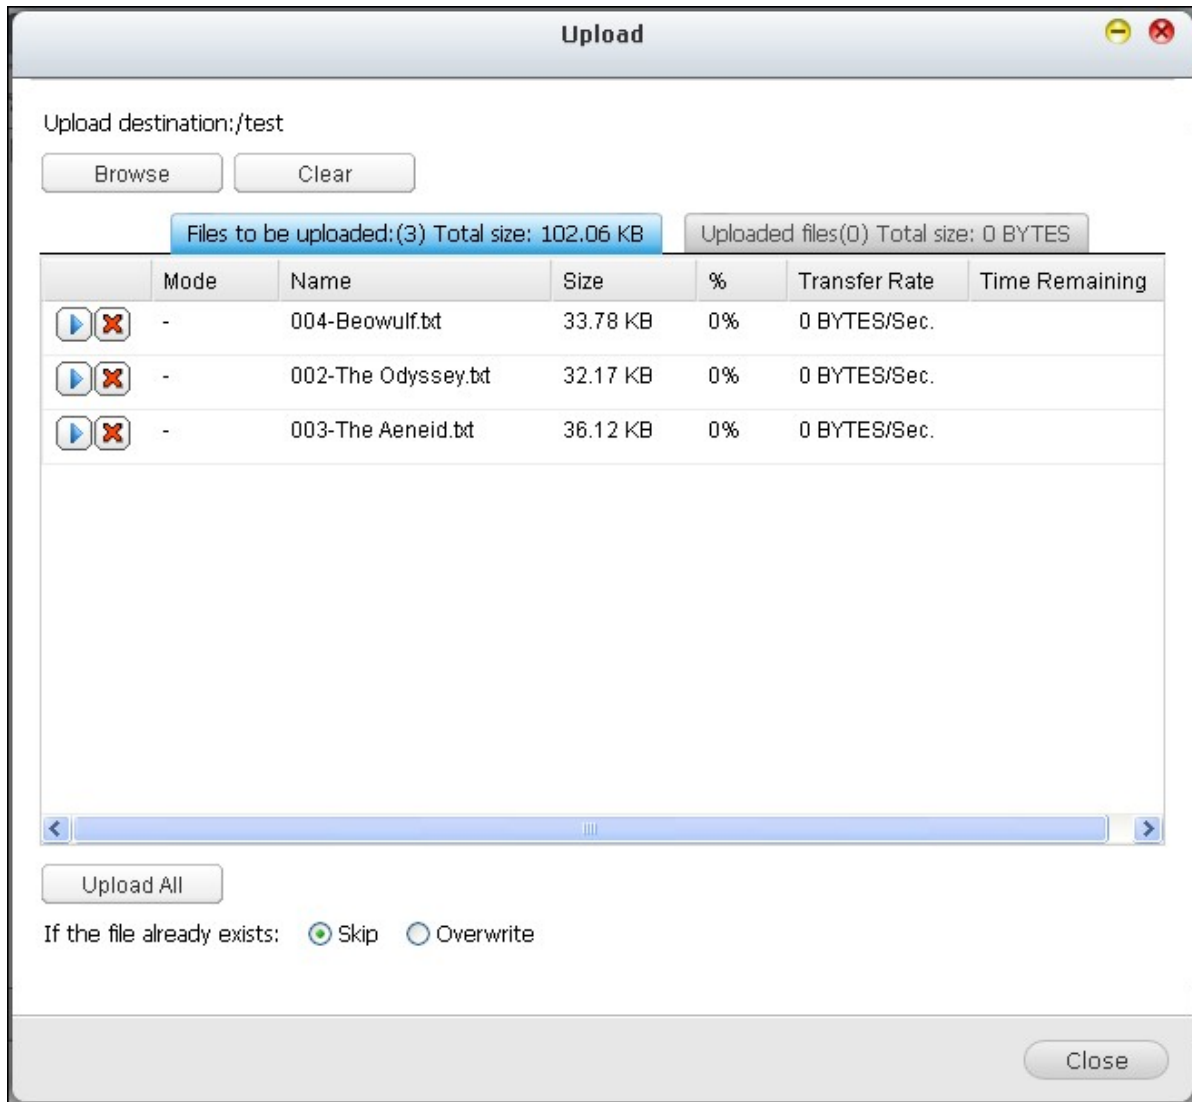 Upload
Upload destination:/test
Browse Clear
Files to be uploaded:(3) Total size: 102.06 KB Uploaded files(0) Total size: 0 BYTES
Mode Name Size % Transfer Rate Time Remaining
- 004-Beowulf.txt 33.78 KB 0% 0 BYTES/Sec.
- 002-The Odyssey.txt 32.17 KB 0% 0 BYTES/Sec.
- 003-The Aeneid.txt 36.12 KB 0% 0 BYTES/Sec.
Upload All
If the file already exists: Skip Overwrite
Close